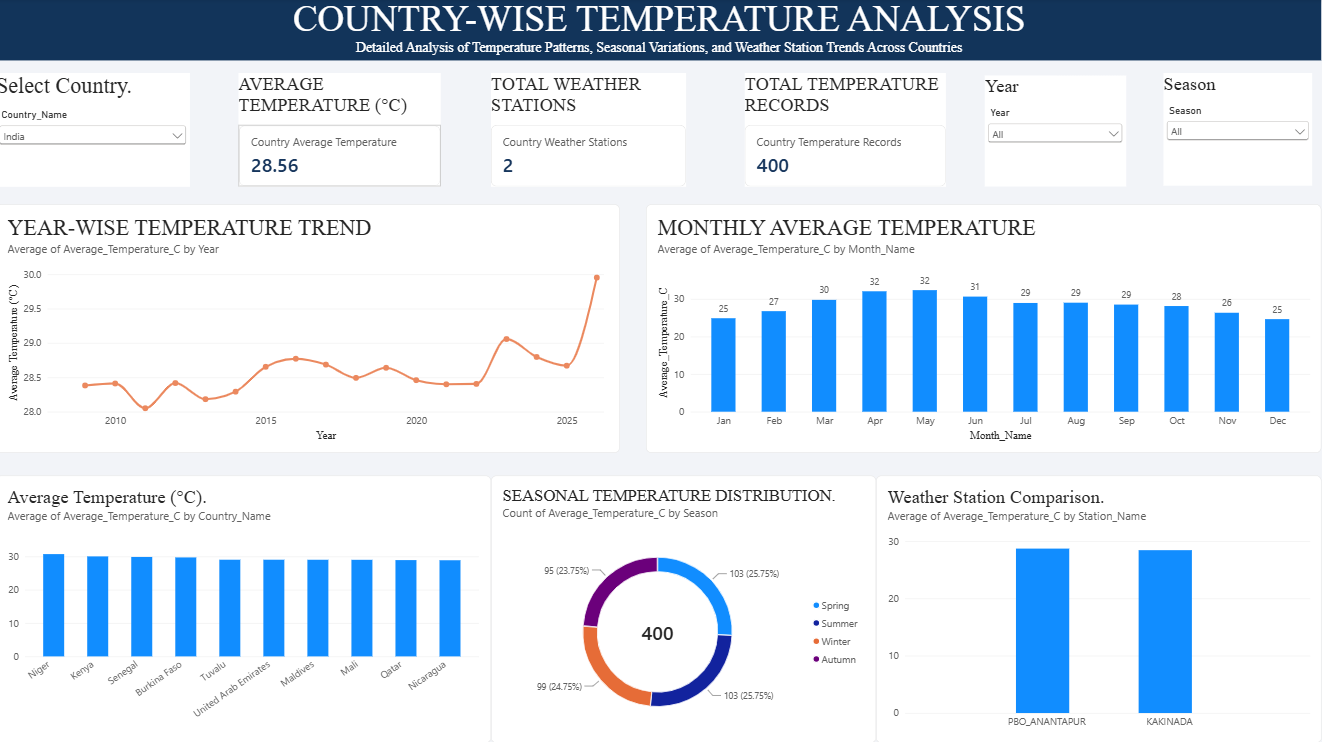 COUNTRY-WISE TEMPERATURE ANALYSIS
Detailed Analysis of Temperature Patterns, Seasonal Variations, and Weather Station Trends Across Countries
Select Country.
Country_Name
India
AVERAGE
TEMPERATURE (°C)
Country Average Temperature
28.56
TOTAL WEATHER
STATIONS
Country Weather Stations
2
TOTAL TEMPERATURE
RECORDS
Country Temperature Records
400
Year
Year
All
Season
Season
All
YEAR-WISE TEMPERATURE TREND
Average of Average_Temperature_C by Year
Average Temperature (°C)
30.0
29.5
29.0
28.5
28.0
2010 2015 2020 2025
Year
MONTHLY AVERAGE TEMPERATURE
Average of Average_Temperature_C by Month_Name
Average_Temperature_C
30
20
10
0
25 27 30 32 32 31 29 29 29 28 26 25
Jan Feb Mar Apr May Jun Jul Aug Sep Oct Nov Dec
Month_Name
Average Temperature (°C).
Average of Average_Temperature_C by Country_Name
30
20
10
0
Niger Kenya Senegal Burkina Faso Tuvalu United Arab Emirates Maldives Mali Qatar Nicaragua
SEASONAL TEMPERATURE DISTRIBUTION.
Count of Average_Temperature_C by Season
95 (23.75%)
103 (25.75%)
400
99 (24.75%)
103 (25.75%)
Spring
Summer
Winter
Autumn
Weather Station Comparison.
Average of Average_Temperature_C by Station_Name
30
20
10
0
PBO_ANANTAPUR KAKINADA